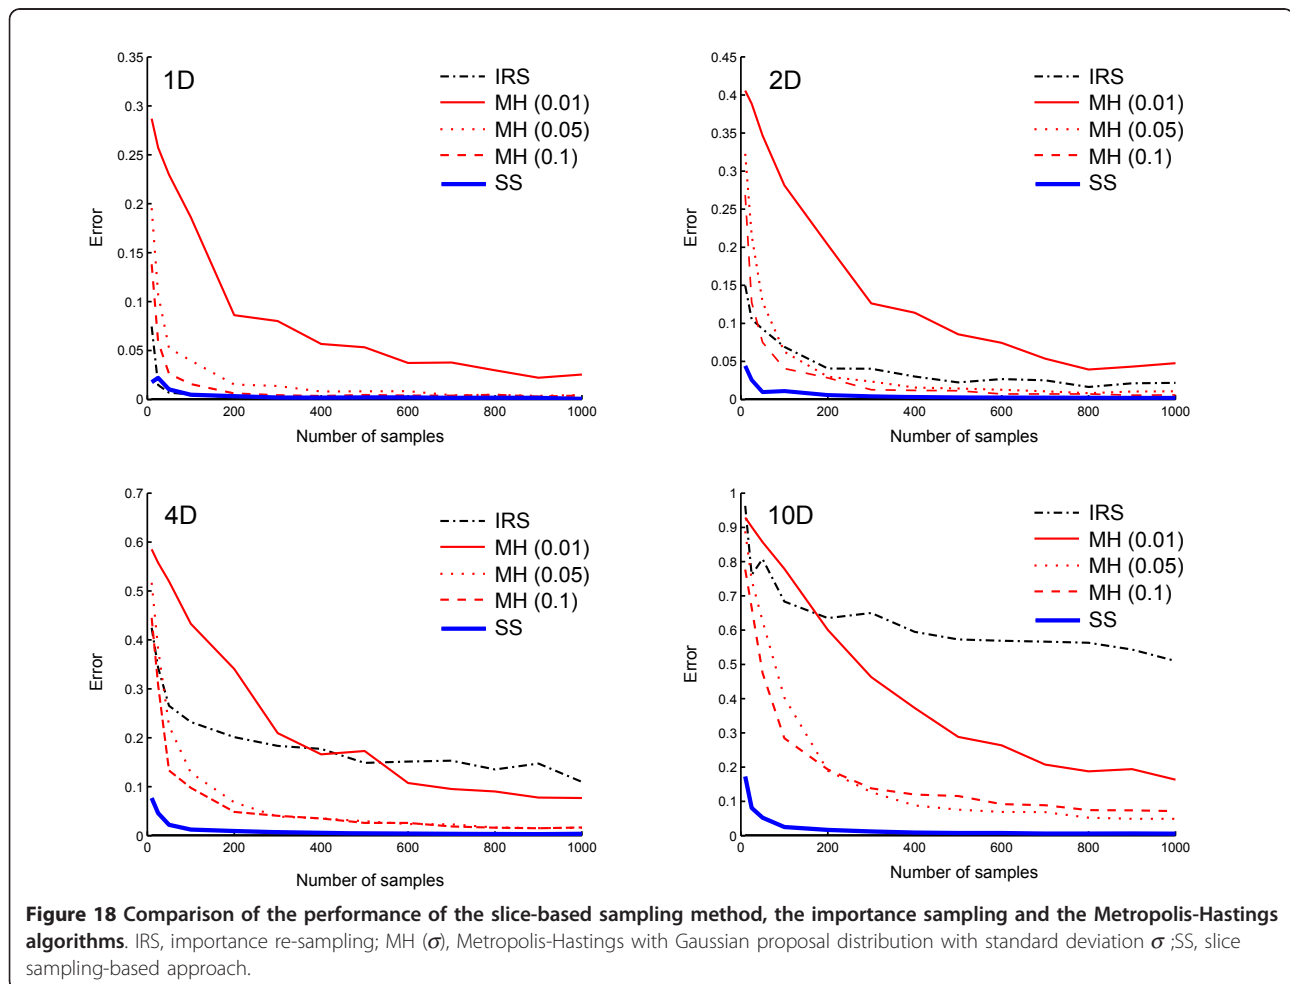 1D
0.35
0.3
0.25
0.2
0.15
0.1
0.05
0
Error
0 200 400 600 800 1000
Number of samples
IRS
MH (0.01)
MH (0.05)
MH (0.1)
SS
2D
0.45
0.4
0.35
0.3
0.25
0.2
0.15
0.1
0.05
0
Error
0 200 400 600 800 1000
Number of samples
IRS
MH (0.01)
MH (0.05)
MH (0.1)
SS
4D
0.7
0.6
0.5
0.4
0.3
0.2
0.1
0
Error
0 200 400 600 800 1000
Number of samples
IRS
MH (0.01)
MH (0.05)
MH (0.1)
SS
10D
1
0.9
0.8
0.7
0.6
0.5
0.4
0.3
0.2
0.1
0
Error
0 200 400 600 800 1000
Number of samples
IRS
MH (0.01)
MH (0.05)
MH (0.1)
SS
Figure 18 Comparison of the performance of the slice-based sampling method, the importance sampling and the Metropolis-Hastings
algorithms. IRS, importance re-sampling; MH (σ), Metropolis-Hastings with Gaussian proposal distribution with standard deviation σ ;SS, slice
sampling-based approach.